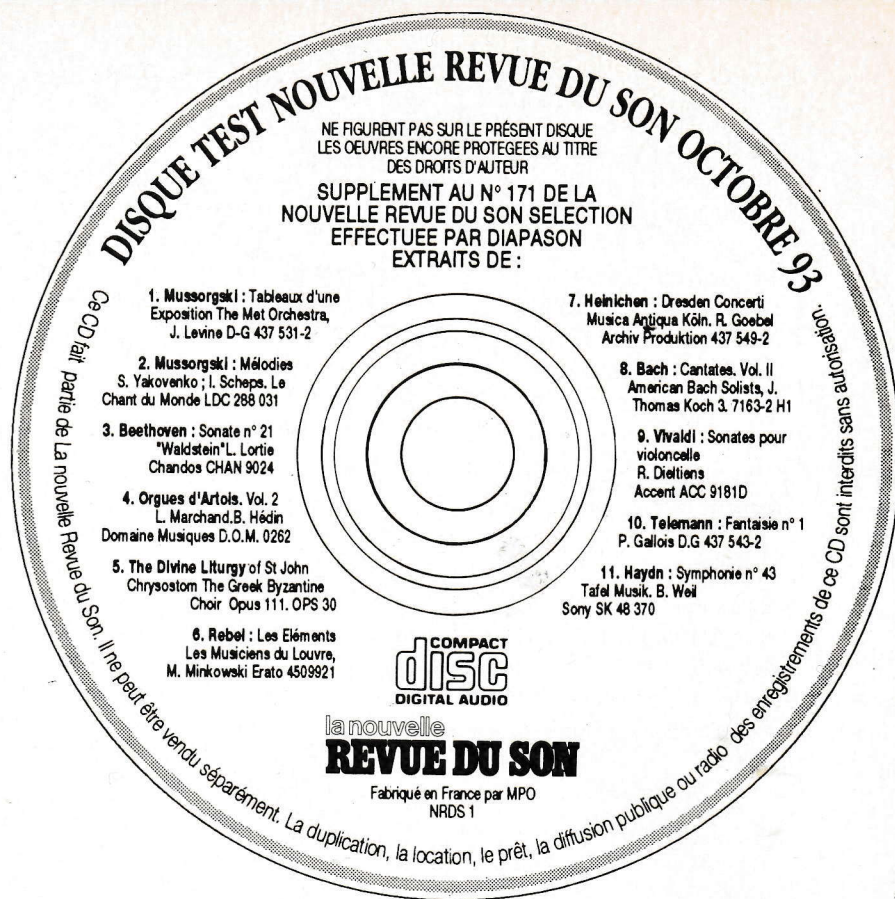 DISQUE TEST NOUVELLE REVUE DU SON OCTOBRE 93
NE FIGURENT PAS SUR LE PRÉSENT DISQUE
LES OEUVRES ENCORE PROTEGEES AU TITRE
DES DROITS D'AUTEUR
SUPPLEMENT AU N° 171 DE LA
NOUVELLE REVUE DU SON SELECTION
EFFECTUEE PAR DIAPASON
EXTRAITS DE :
1. Mussorgski : Tableaux d'une
Exposition The Met Orchestra,
J. Levine D-G 437 531-2
2. Mussorgski : Mélodies
S. Yakovenko ; I. Scheps. Le
Chant du Monde LDC 288 031
3. Beethoven : Sonate n° 21
"Waldstein"L. Lortie
Chandos CHAN 9024
4. Orgues d'Artois. Vol. 2
L. Marchand.B. Hédin
Domaine Musiques D.O.M. 0262
5. The Divine Liturgy of St John
Chrysostom The Greek Byzantine
Choir Opus 111. OPS 30
6. Rebel : Les Eléments
Les Musiciens du Louvre,
M. Minkowski Erato 4509921
7. Heinichen : Dresden Concerti
Musica Antiqua Köln. R. Goebel
Archiv Produktion 437 549-2
8. Bach : Cantates. Vol. II
American Bach Solists, J.
Thomas Koch 3. 7163-2 H1
9. Vivaldi : Sonates pour
violoncelle
R. Dieltiens
Accent ACC 9181D
10. Telemann : Fantaisie n° 1
P. Gallois D.G 437 543-2
11. Haydn : Symphonie n° 43
Tafel Musik. B. Weil
Sony SK 48 370
COMPACT
disc
DIGITAL AUDIO
la nouvelle
REVUE DU SON
Fabriqué en France par MPO
NRDS 1
Ce CD fait partie de La nouvelle Revue du Son. Il ne peut être vendu séparément. La duplication, la location, le prêt, la diffusion publique ou radio des enregistrements de ce CD sont interdits sans autorisation.